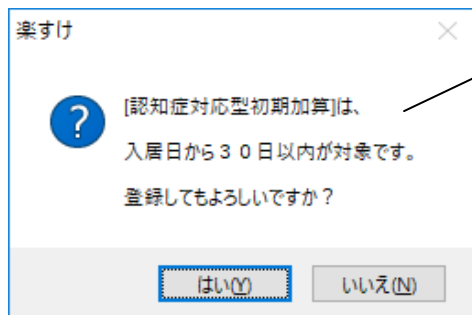 楽すけ
[認知症対応型初期加算]は、
入居日から３０日以内が対象です。
登録してもよろしいですか？
はい(Y)
いいえ(N)